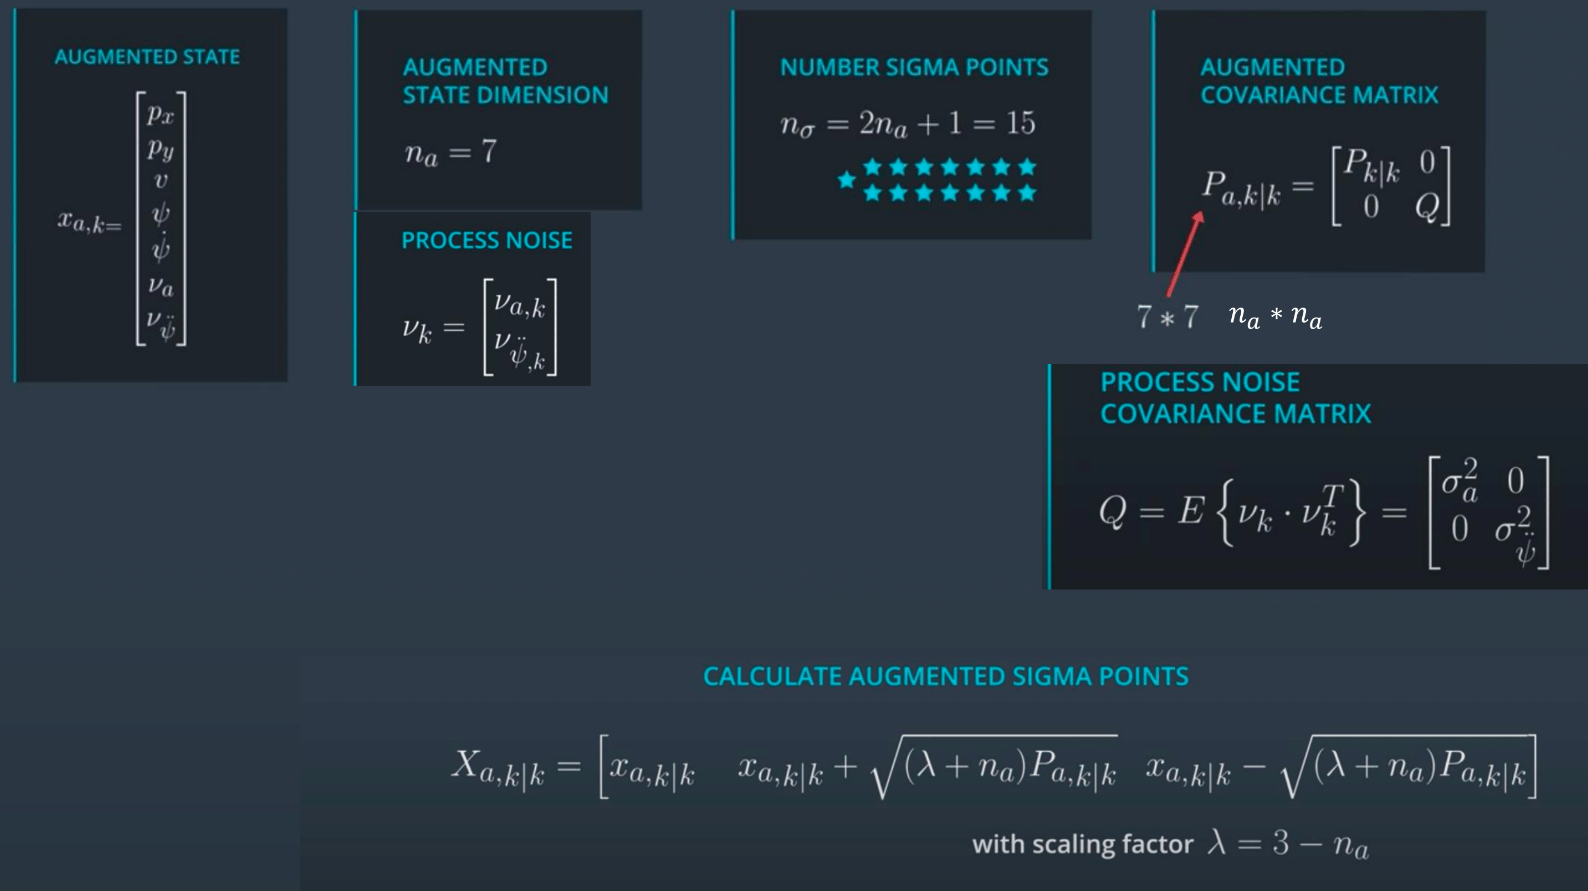 AUGMENTED STATE
x_{a,k=} \begin{bmatrix} p_x \\ p_y \\ v \\ \psi \\ \dot{\psi} \\ \nu_a \\ \nu_{\ddot{\psi}} \end{bmatrix}
AUGMENTED
STATE DIMENSION
n_a = 7
PROCESS NOISE
\nu_k = \begin{bmatrix} \nu_{a,k} \\ \nu_{\ddot{\psi},k} \end{bmatrix}
NUMBER SIGMA POINTS
n_\sigma = 2n_a + 1 = 15
AUGMENTED
COVARIANCE MATRIX
P_{a,k|k} = \begin{bmatrix} P_{k|k} & 0 \\ 0 & Q \end{bmatrix}
7 * 7 n_a * n_a
PROCESS NOISE
COVARIANCE MATRIX
Q = E \left\{ \nu_k \cdot \nu_k^T \right\} = \begin{bmatrix} \sigma_a^2 & 0 \\ 0 & \sigma_{\ddot{\psi}}^2 \end{bmatrix}
CALCULATE AUGMENTED SIGMA POINTS
X_{a,k|k} = \left[ x_{a,k|k} \quad x_{a,k|k} + \sqrt{(\lambda + n_a) P_{a,k|k}} \quad x_{a,k|k} - \sqrt{(\lambda + n_a) P_{a,k|k}} \right]
with scaling factor \lambda = 3 - n_a